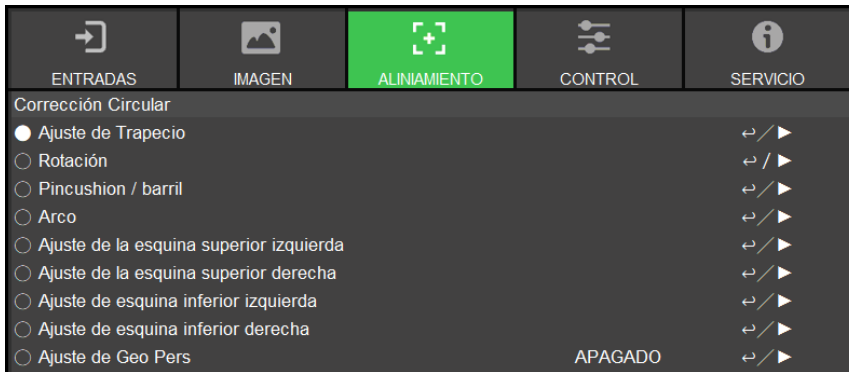 ENTRADAS IMAGEN ALINIAMIENTO CONTROL SERVICIO
Corrección Circular
Ajuste de Trapecio
Rotación /
Pincushion / barril
Arco
Ajuste de la esquina superior izquierda
Ajuste de la esquina superior derecha
Ajuste de esquina inferior izquierda
Ajuste de esquina inferior derecha
Ajuste de Geo Pers APAGADO